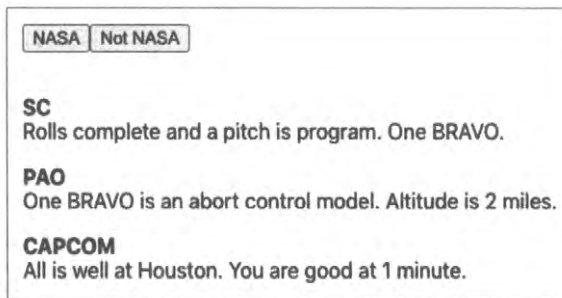 NASA Not NASA
SC
Rolls complete and a pitch is program. One BRAVO.
PAO
One BRAVO is an abort control model. Altitude is 2 miles.
CAPCOM
All is well at Houston. You are good at 1 minute.